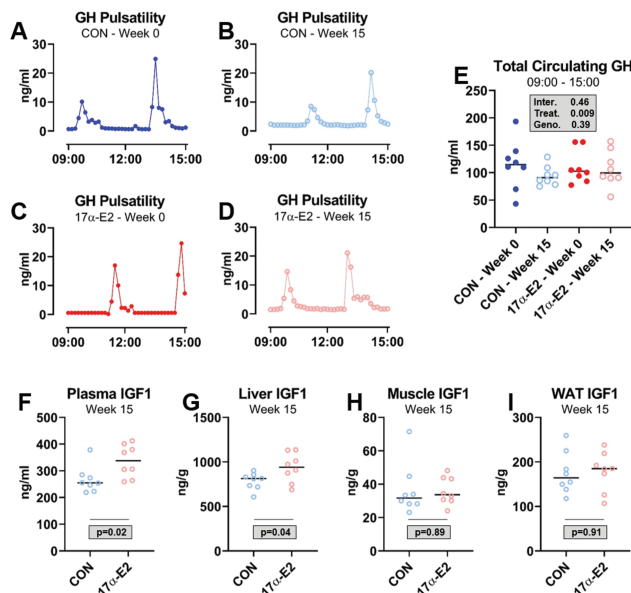 A
GH Pulsatility
CON - Week 0
ng/ml
30
20
10
0
09:00
12:00
15:00
B
GH Pulsatility
CON - Week 15
ng/ml
30
20
10
0
09:00
12:00
15:00
C
GH Pulsatility
17α-E2 - Week 0
ng/ml
30
20
10
0
09:00
12:00
15:00
D
GH Pulsatility
17α-E2 - Week 15
ng/ml
30
20
10
0
09:00
12:00
15:00
E
Total Circulating GH
09:00 - 15:00
Inter. 0.46
Treat. 0.009
Geno. 0.39
ng/ml
250
200
150
100
50
0
CON - Week 0
CON - Week 15
17α-E2 - Week 0
17α-E2 - Week 15
F
Plasma IGF1
Week 15
ng/ml
500
400
300
200
100
0
p=0.02
CON
17α-E2
G
Liver IGF1
Week 15
ng/g
1500
1000
500
0
p=0.04
CON
17α-E2
H
Muscle IGF1
Week 15
ng/g
80
60
40
20
0
p=0.89
CON
17α-E2
I
WAT IGF1
Week 15
ng/g
300
200
100
0
p=0.91
CON
17α-E2